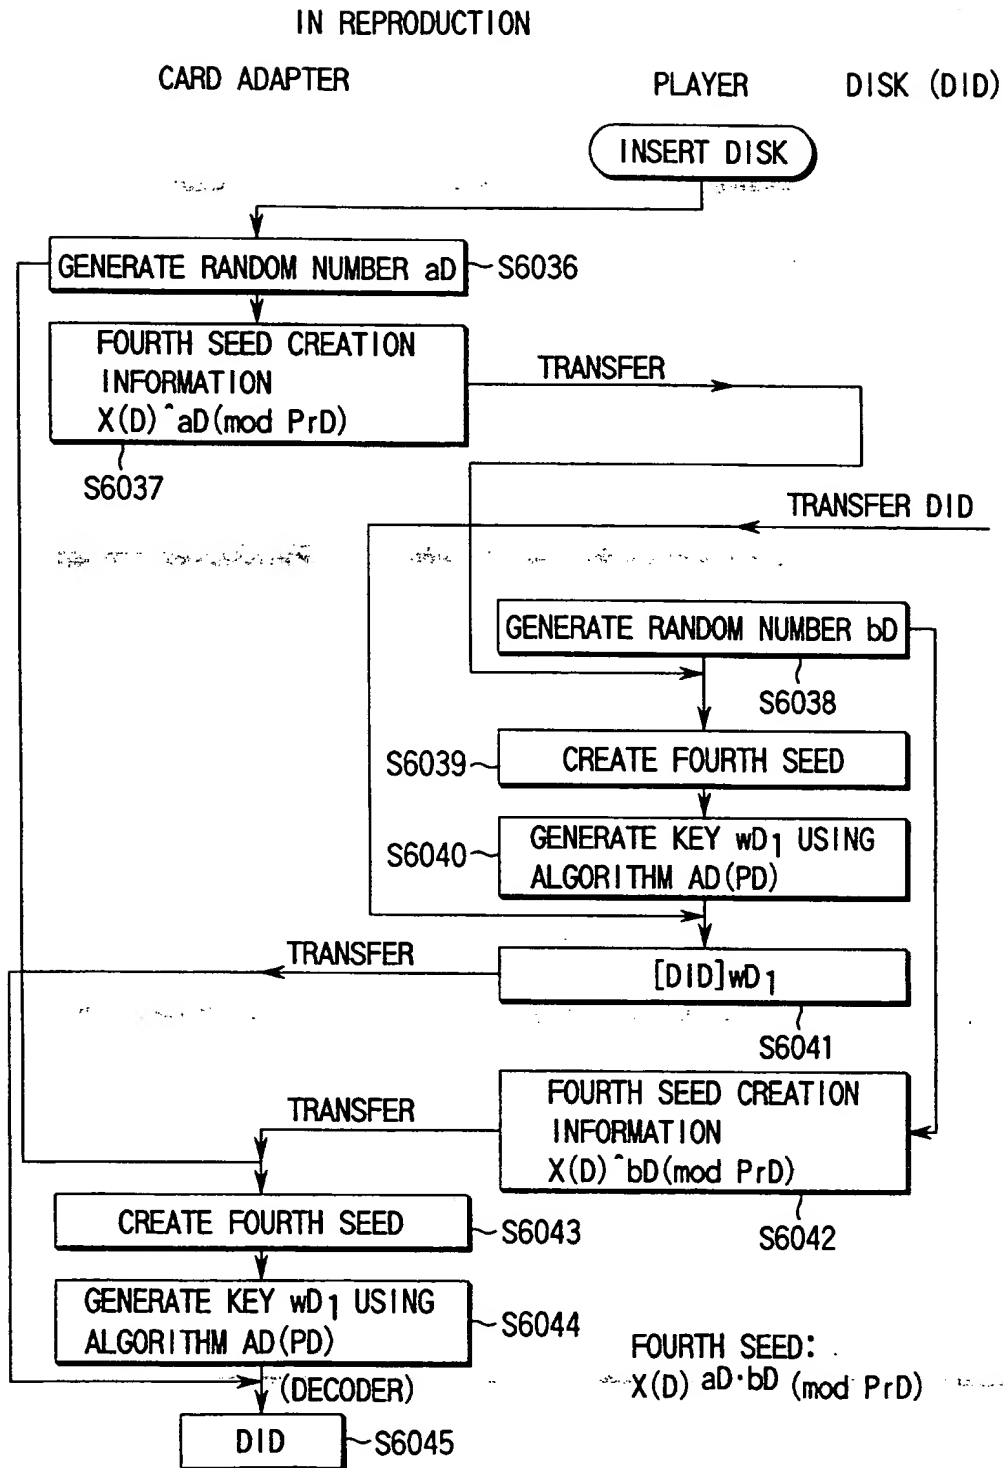 IN REPRODUCTION
CARD ADAPTER
PLAYER
DISK (DID)
INSERT DISK
GENERATE RANDOM NUMBER aD
S6036
FOURTH SEED CREATION
INFORMATION
X(D)^aD(mod PrD)
TRANSFER
S6037
TRANSFER DID
GENERATE RANDOM NUMBER bD
S6038
S6039
CREATE FOURTH SEED
S6040
GENERATE KEY wD1 USING
ALGORITHM AD(PD)
TRANSFER
[DID]wD1
S6041
TRANSFER
FOURTH SEED CREATION
INFORMATION
X(D)^bD(mod PrD)
S6042
CREATE FOURTH SEED
S6043
GENERATE KEY wD1 USING
ALGORITHM AD(PD)
S6044
FOURTH SEED:
X(D) aD·bD (mod PrD)
(DECODER)
DID
S6045